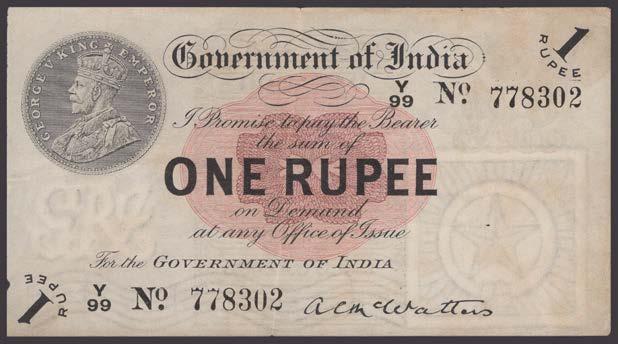 GEORGE V KING EMPEROR
Government of India
1 RUPEE
Y/99 Nº 778302
I Promise to pay the Bearer
the sum of
ONE RUPEE
on Demand
at any Office of Issue
For the GOVERNMENT OF INDIA
1 RUPEE
Y/99 Nº 778302
A C McWatters